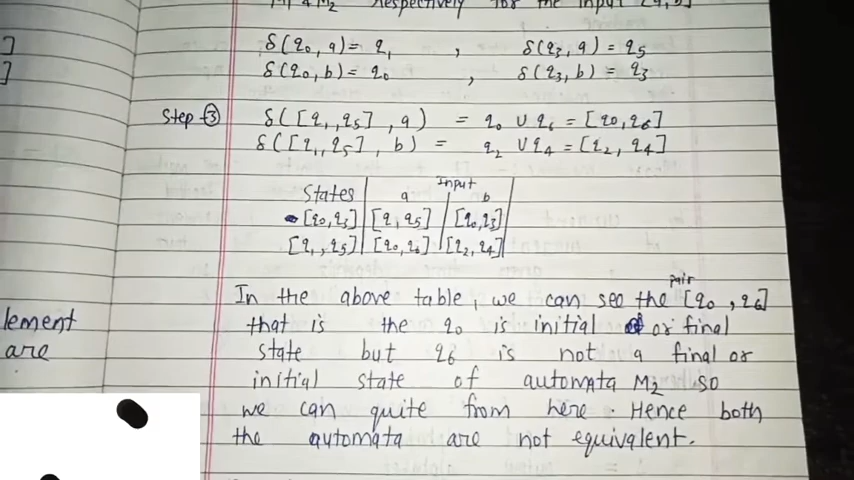 M1 & M2 Respectively for the input [a, b]
]
δ(q0, a) = q1 , δ(q3, a) = q5
]
δ(q0, b) = q0 , δ(q3, b) = q3
Step-③ δ([q1, q5], a) = q0 ∪ q6 = [q0, q6]
δ([q1, q5], b) = q2 ∪ q4 = [q2, q4]
Input
States a b
[q0, q3] [q1, q5] [q0, q3]
[q1, q5] [q0, q6] [q2, q4]
pair
In the above table, we can see the [q0, q6]
lement
that is the q0 is initial or final
are
state but q6 is not a final or
initial state of automata M2 so
we can quite from here. Hence both
the automata are not equivalent.